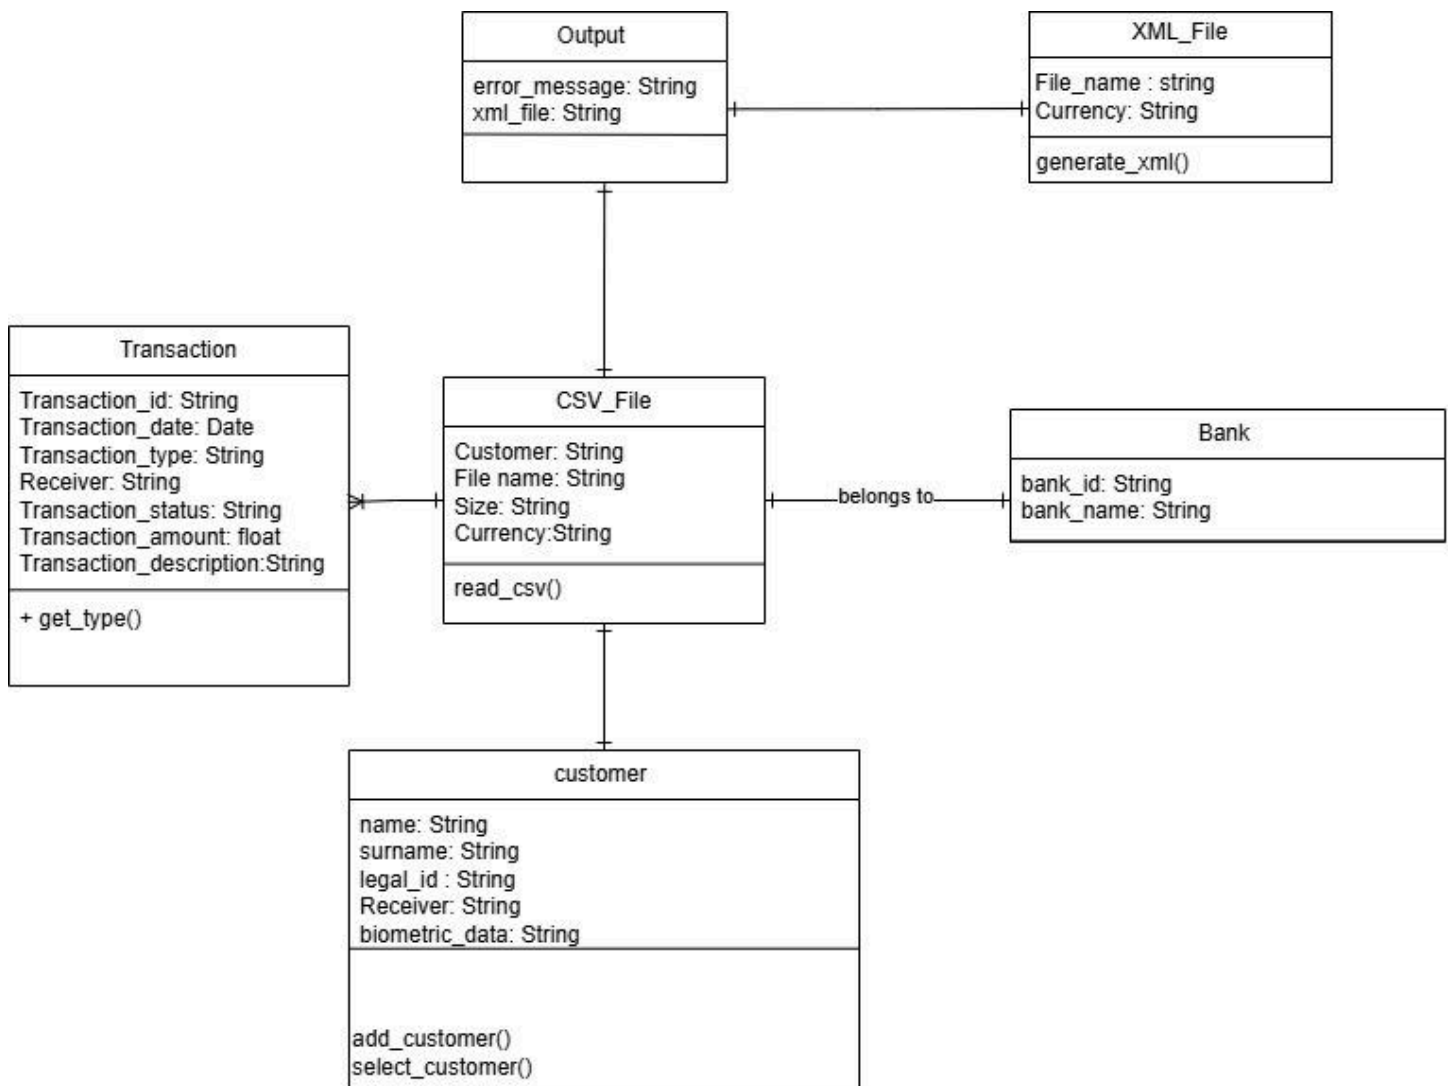 Output
error_message: String
xml_file: String
XML_File
File_name : string
Currency: String
generate_xml()
Transaction
Transaction_id: String
Transaction_date: Date
Transaction_type: String
Receiver: String
Transaction_status: String
Transaction_amount: float
Transaction_description:String
+ get_type()
CSV_File
Customer: String
File name: String
Size: String
Currency:String
read_csv()
belongs to
Bank
bank_id: String
bank_name: String
customer
name: String
surname: String
legal_id : String
Receiver: String
biometric_data: String
add_customer()
select_customer()